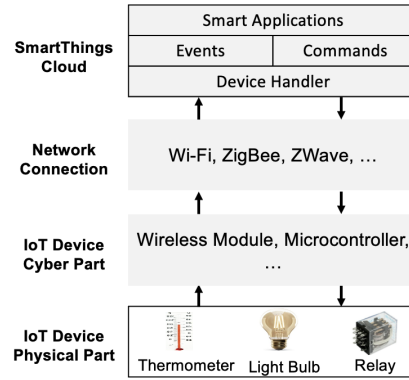 Smart Applications
SmartThings
Cloud
Events
Commands
Device Handler
Network
Connection
Wi-Fi, ZigBee, ZWave, ...
IoT Device
Cyber Part
Wireless Module, Microcontroller,
...
IoT Device
Physical Part
Thermometer
Light Bulb
Relay